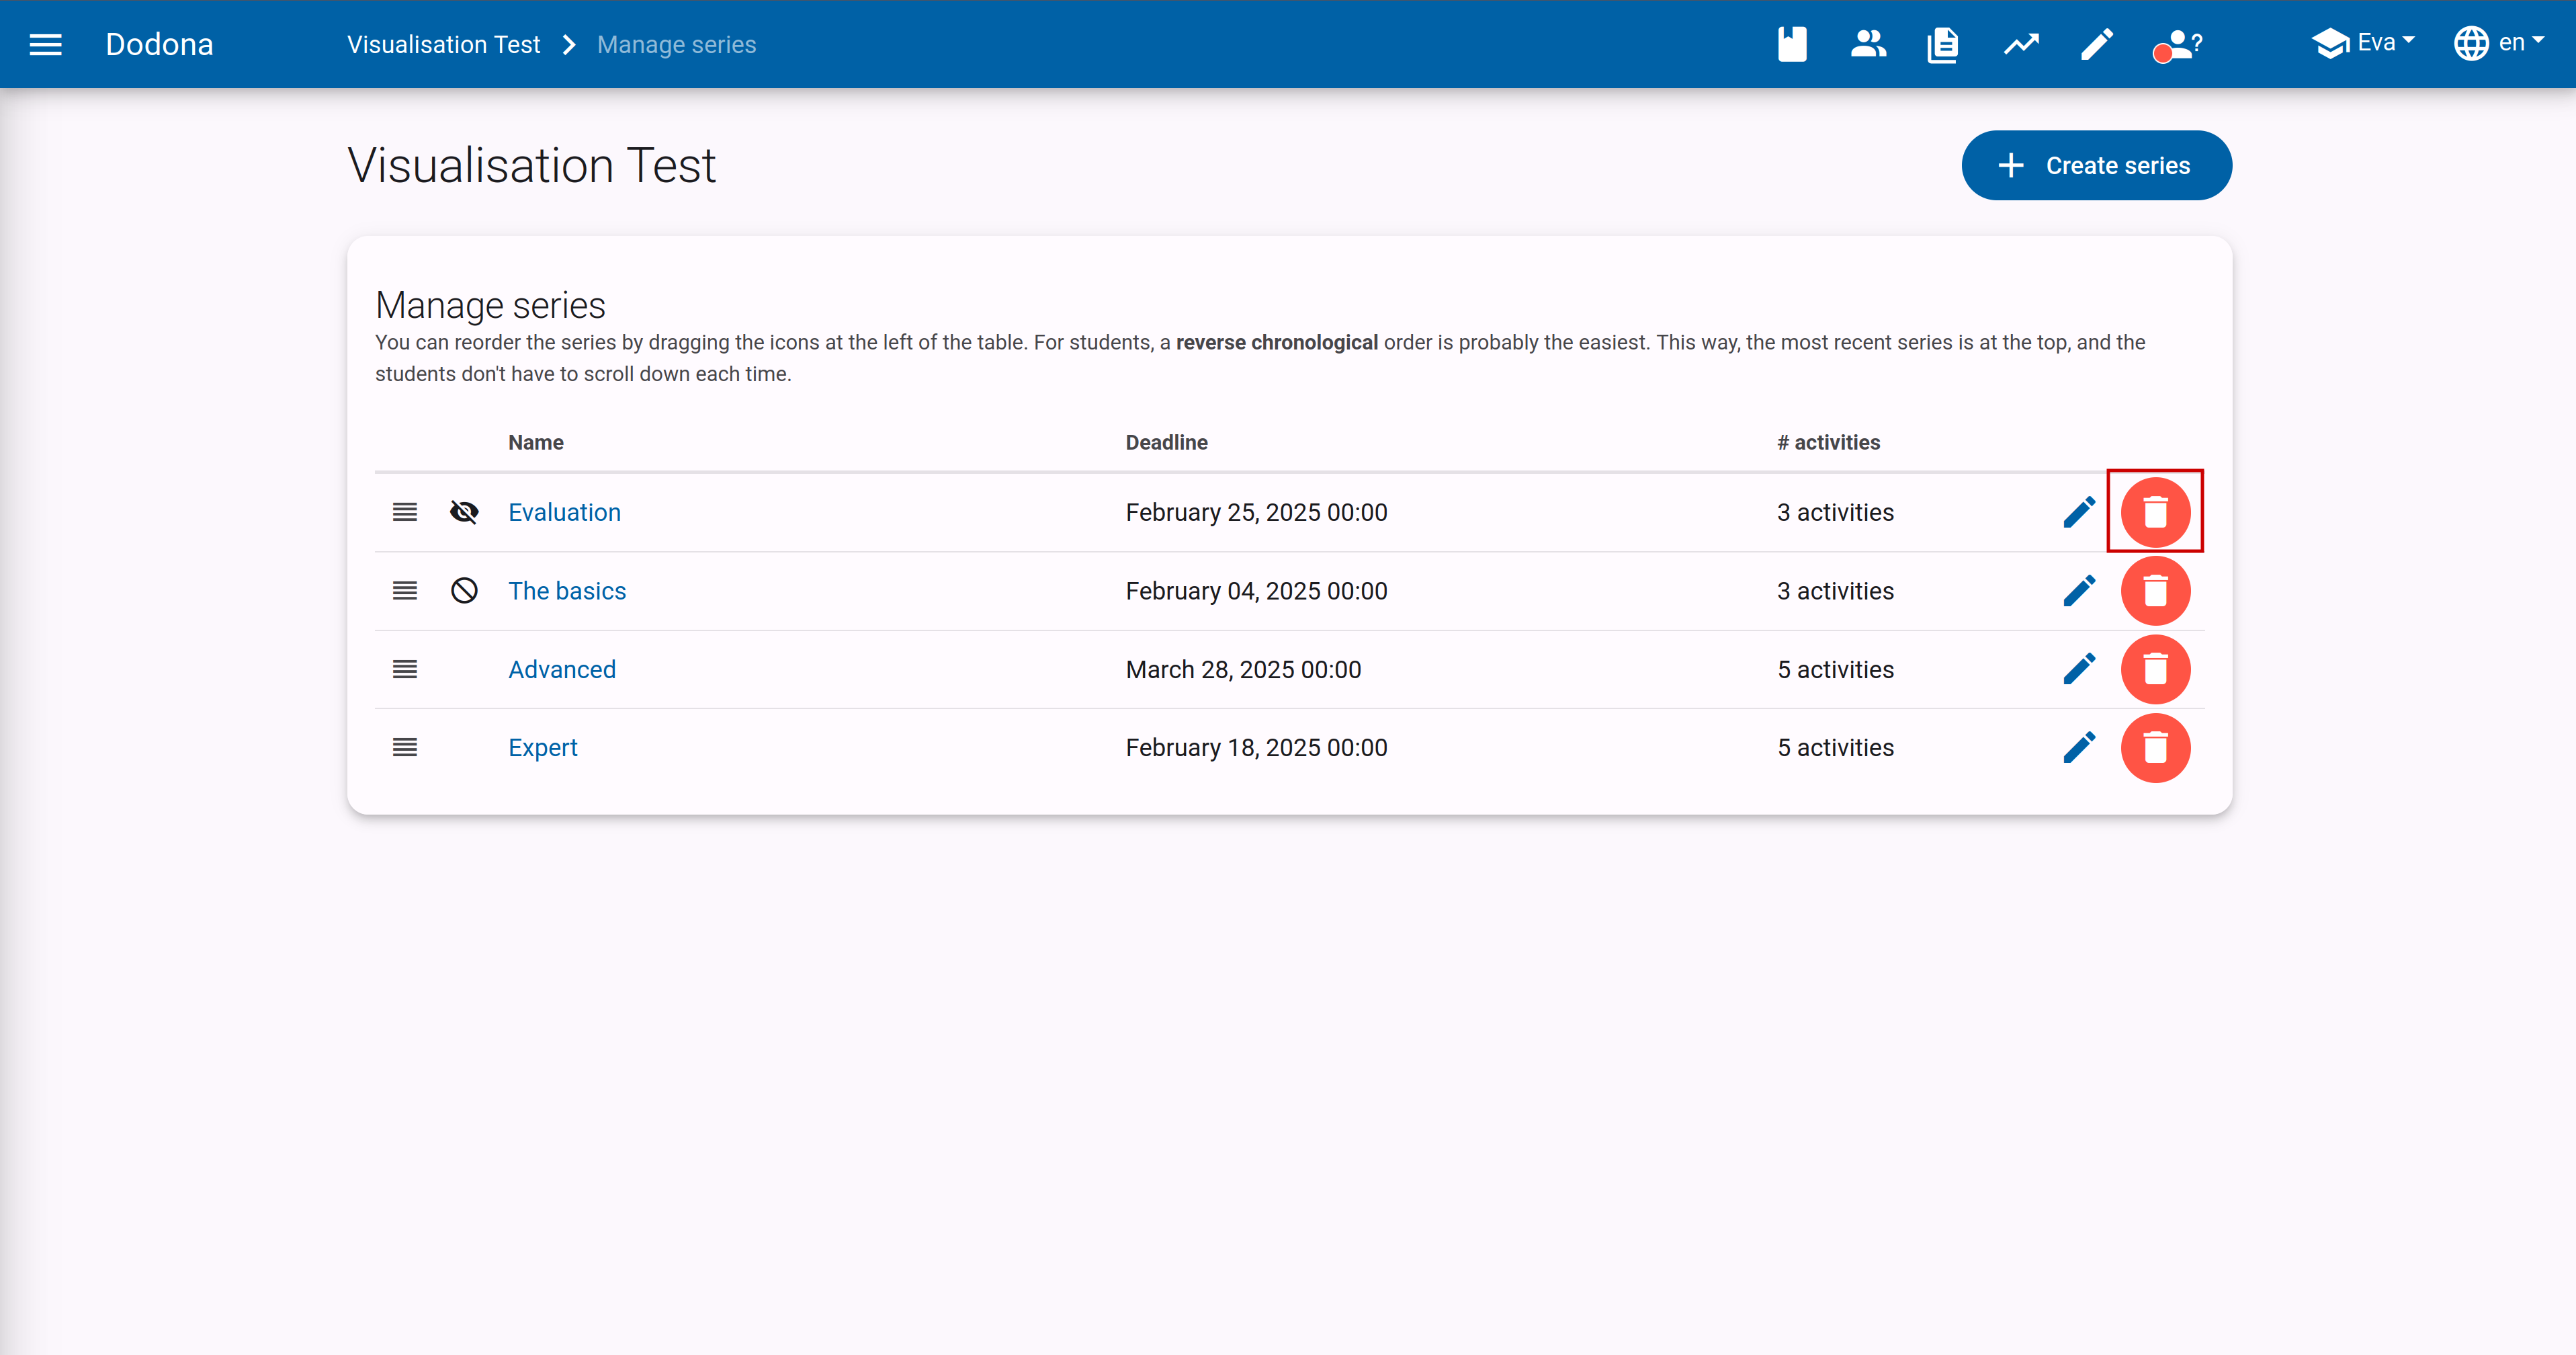 Dodona
Visualisation Test
Manage series
?
Eva
en
Visualisation Test
Create series
Manage series
You can reorder the series by dragging the icons at the left of the table. For students, a reverse chronological order is probably the easiest. This way, the most recent series is at the top, and the
students don't have to scroll down each time.
Name Deadline # activities
Evaluation February 25, 2025 00:00 3 activities
The basics February 04, 2025 00:00 3 activities
Advanced March 28, 2025 00:00 5 activities
Expert February 18, 2025 00:00 5 activities